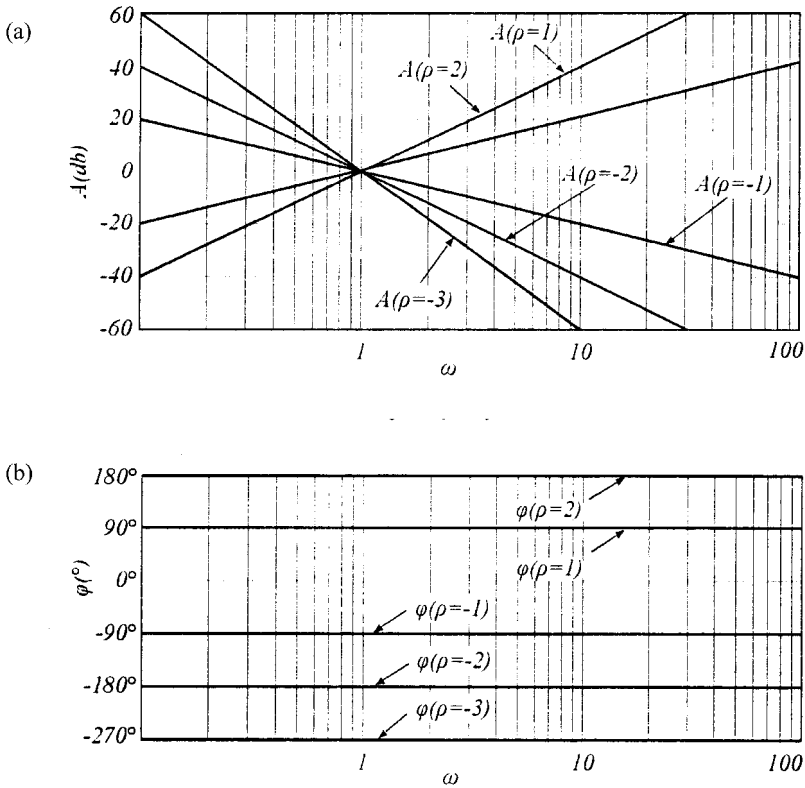 (a)
60
40
20
0
-20
-40
-60
A(db)
A(ρ=1)
A(ρ=2)
A(ρ=-2)
A(ρ=-1)
A(ρ=-3)
1
10
100
ω
(b)
180°
90°
0°
-90°
-180°
-270°
φ(°)
φ(ρ=2)
φ(ρ=1)
φ(ρ=-1)
φ(ρ=-2)
φ(ρ=-3)
1
10
100
ω